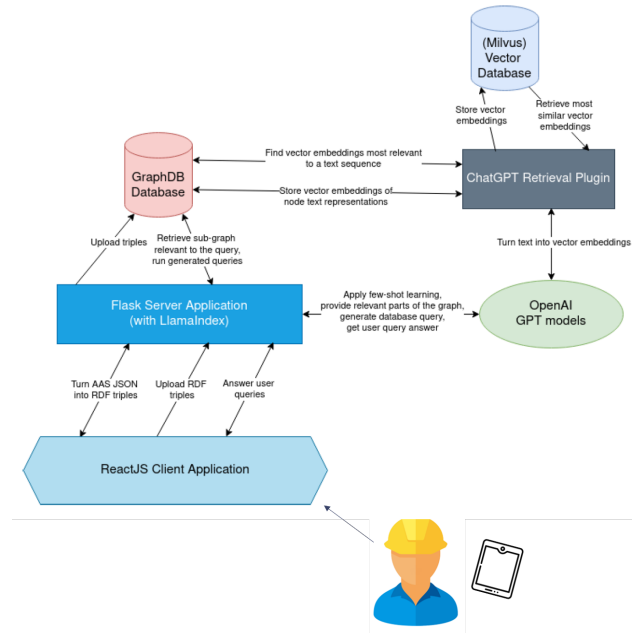 (Milvus)
Vector
Database
Store vector
embeddings
Retrieve most
similar vector
embeddings
Find vector embeddings most relevant
to a text sequence
GraphDB
Database
ChatGPT Retrieval Plugin
Store vector embeddings of
node text representations
Upload triples
Retrieve sub-graph
relevant to the query,
run generated queries
Turn text into vector embeddings
Flask Server Application
(with LlamaIndex)
Apply few-shot learning,
provide relevant parts of the graph,
generate database query,
get user query answer
OpenAI
GPT models
Turn AAS JSON
into RDF triples
Upload RDF
triples
Answer user
queries
ReactJS Client Application